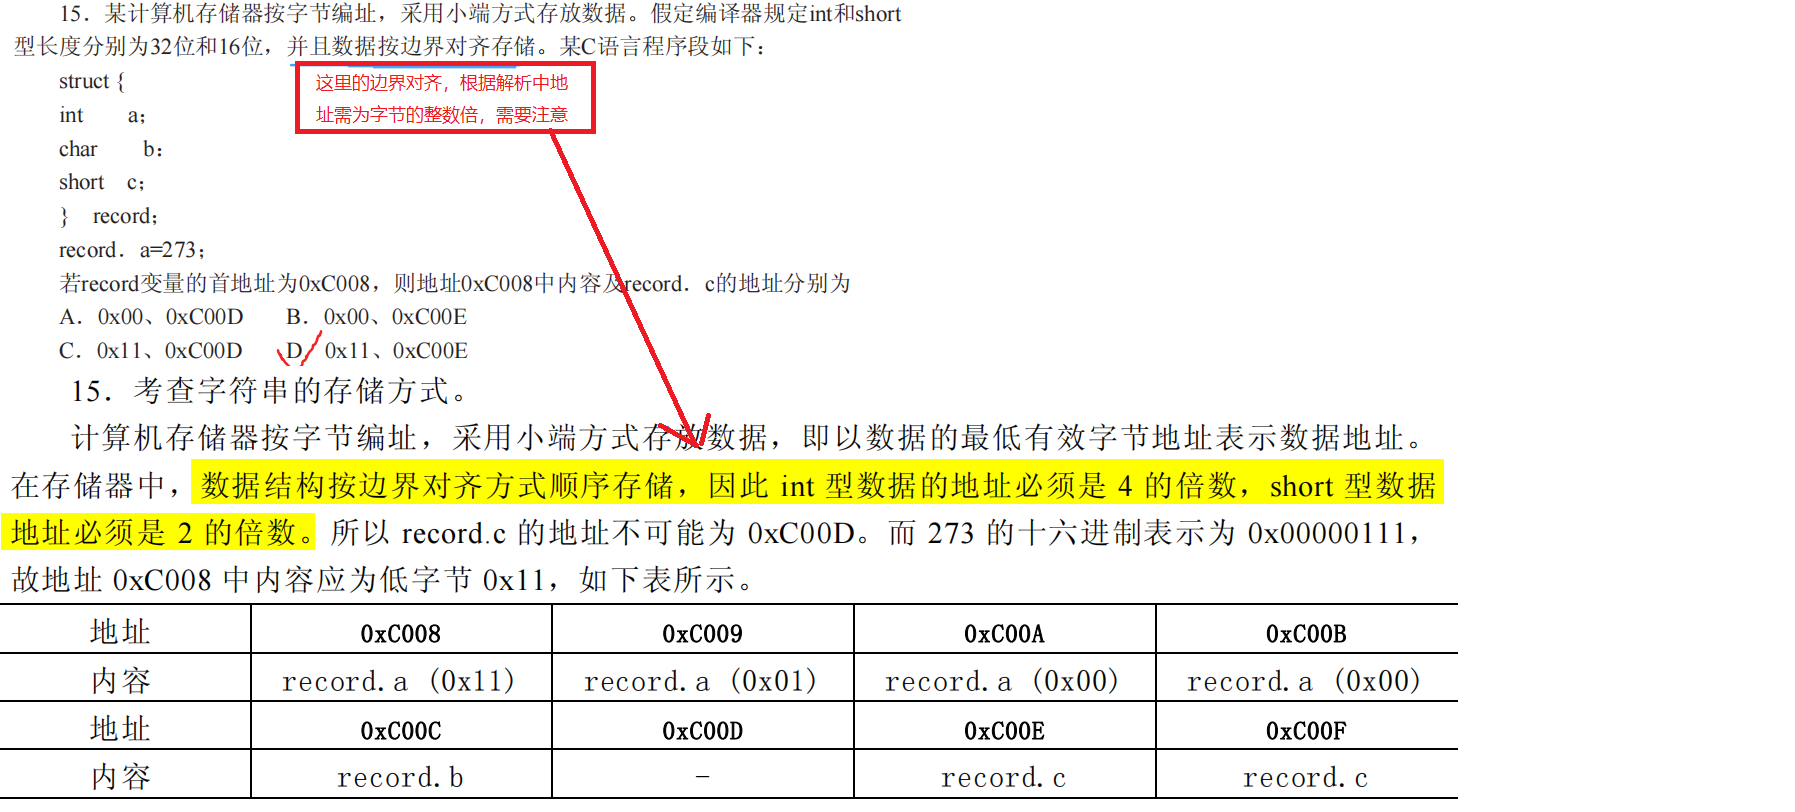 15．某计算机存储器按字节编址，采用小端方式存放数据。假定编译器规定int和short
型长度分别为32位和16位，并且数据按边界对齐存储。某C语言程序段如下：
struct {
这里的边界对齐，根据解析中地
址需为字节的整数倍，需要注意
int a；
char b：
short c；
} record；
record．a=273；
若record变量的首地址为0xC008，则地址0xC008中内容及record．c的地址分别为
A．0x00、0xC00D B．0x00、0xC00E
C．0x11、0xC00D D 0x11、0xC00E
15．考查字符串的存储方式。
计算机存储器按字节编址，采用小端方式存放数据，即以数据的最低有效字节地址表示数据地址。
在存储器中，数据结构按边界对齐方式顺序存储，因此 int 型数据的地址必须是 4 的倍数，short 型数据
地址必须是 2 的倍数。所以 record.c 的地址不可能为 0xC00D。而 273 的十六进制表示为 0x00000111，
故地址 0xC008 中内容应为低字节 0x11，如下表所示。
地址 0xC008 0xC009 0xC00A 0xC00B
内容 record.a (0x11) record.a (0x01) record.a (0x00) record.a (0x00)
地址 0xC00C 0xC00D 0xC00E 0xC00F
内容 record.b - record.c record.c